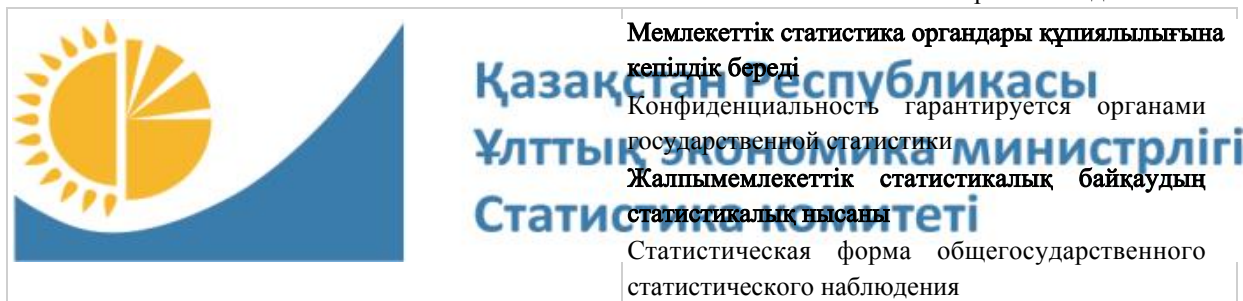 Мемлекеттік статистика органдары құпиялылығына
кепілдік береді
Конфиденциальность гарантируется органами
государственной статистики
Жалпымемлекеттік статистикалық байқаудың
статистикалық нысаны
Статистическая форма общегосударственного
статистического наблюдения
Қазақстан Республикасы
Ұлттық экономика министрлігі
Статистика комитеті